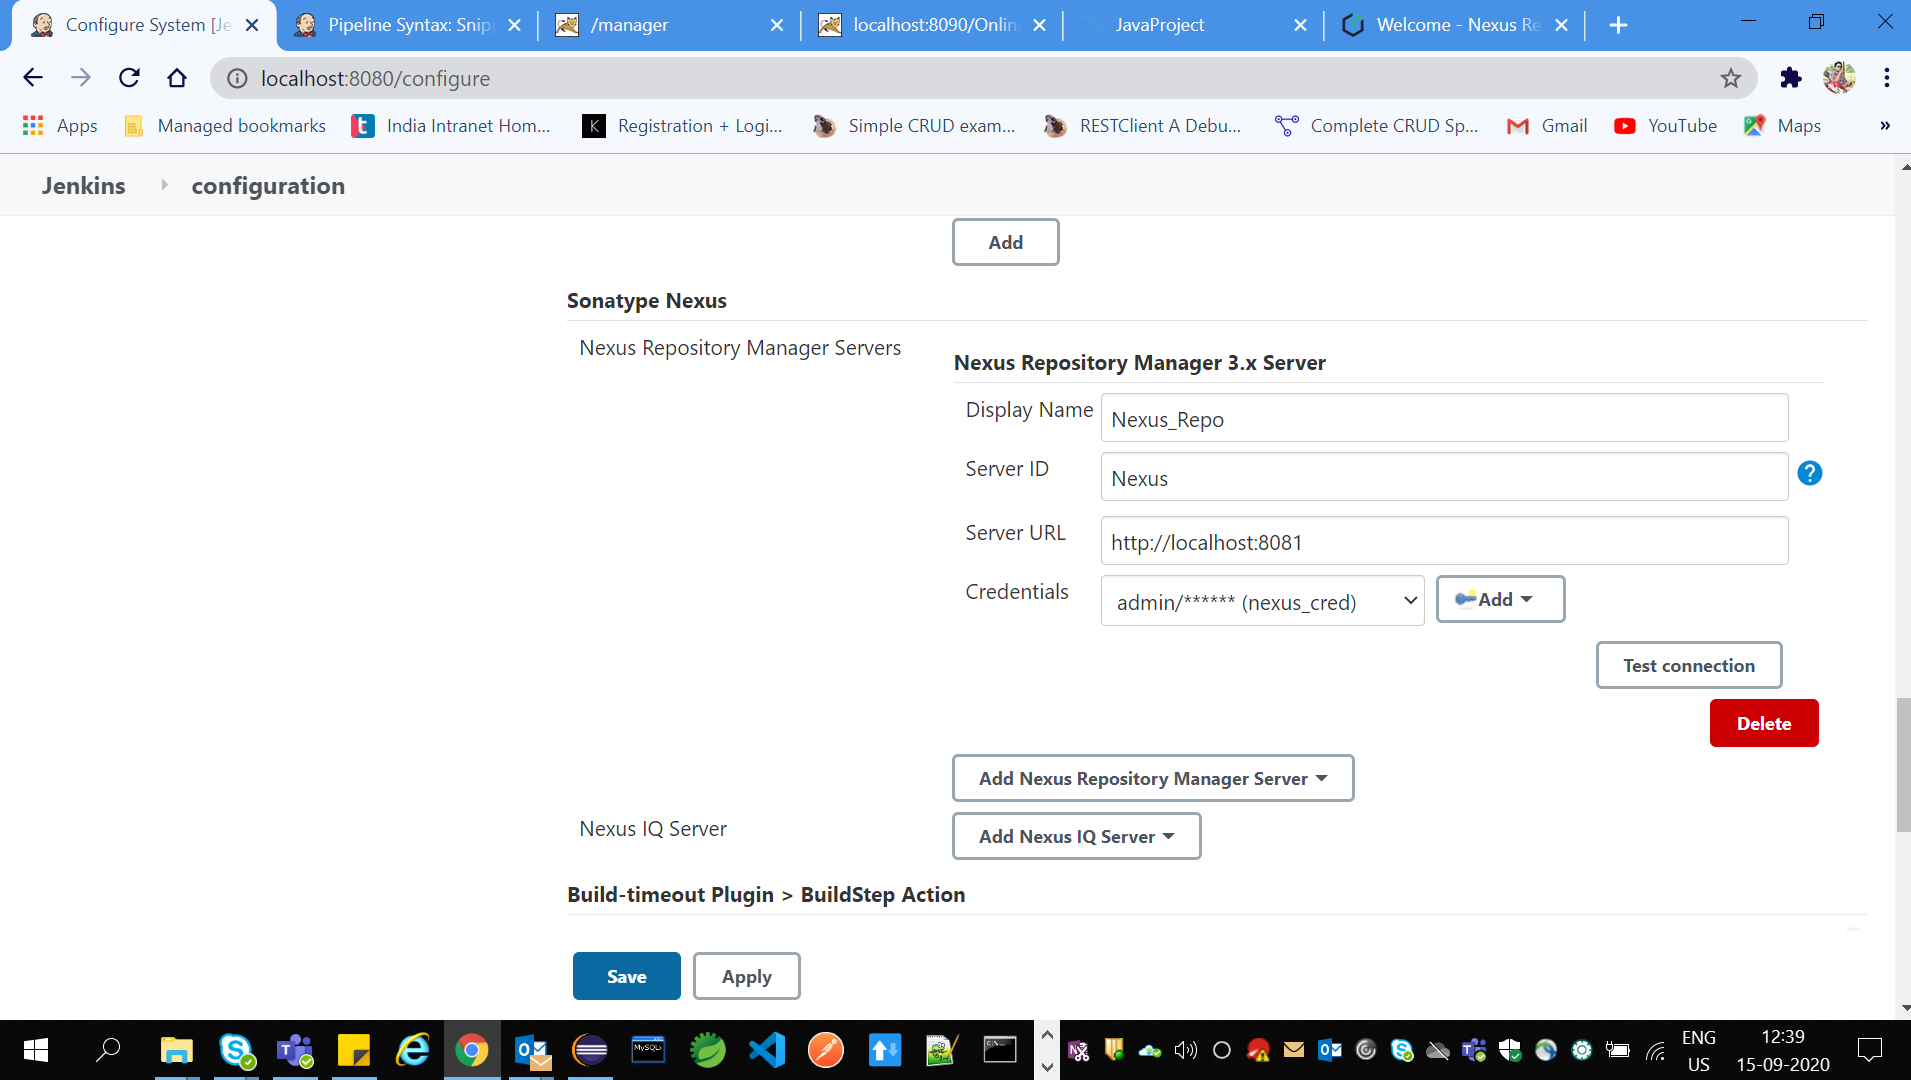 Configure System [Je
Pipeline Syntax: Snip
/manager
localhost:8090/Onlin
JavaProject
Welcome - Nexus Re
localhost:8080/configure
Apps
Managed bookmarks
India Intranet Hom...
Registration + Logi...
Simple CRUD exam...
RESTClient A Debu...
Complete CRUD Sp...
Gmail
YouTube
Maps
»
Jenkins
configuration
Add
Sonatype Nexus
Nexus Repository Manager Servers
Nexus Repository Manager 3.x Server
Display Name
Nexus_Repo
Server ID
Nexus
?
Server URL
http://localhost:8081
Credentials
admin/****** (nexus_cred)
Add
Test connection
Delete
Add Nexus Repository Manager Server
Nexus IQ Server
Add Nexus IQ Server
Build-timeout Plugin > BuildStep Action
Save
Apply
MySQL
ENG
US
12:39
15-09-2020